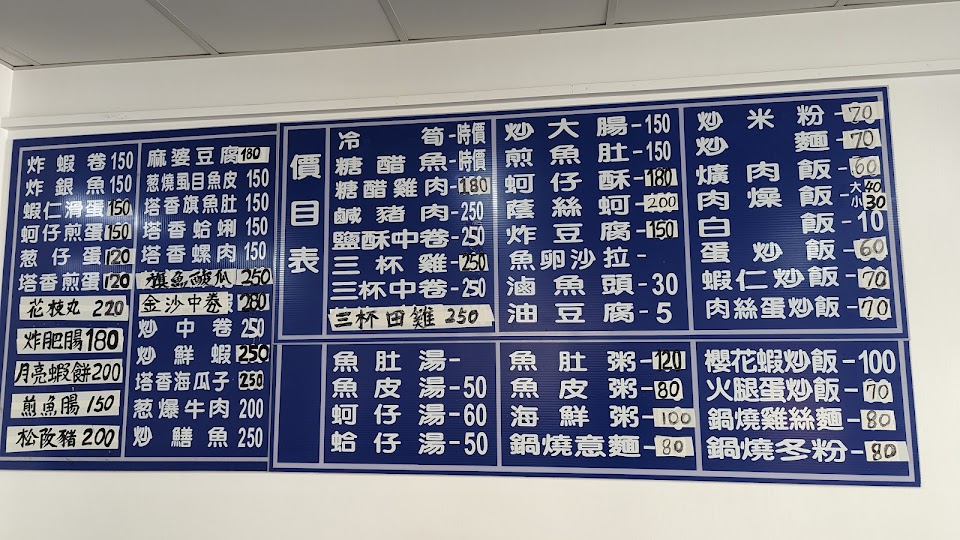 炸蝦卷150
炸銀魚150
蝦仁滑蛋150
蚵仔煎蛋150
葱仔蛋120
塔香煎蛋120
花枝丸220
炸肥腸180
月亮蝦餅200
煎魚腸150
松阪豬200
麻婆豆腐180
葱燒虱目魚皮150
塔香旗魚肚150
塔香蛤蜊150
塔香螺肉150
旗魚酸瓜250
金沙中卷280
炒中卷250
炒鮮蝦250
塔香海瓜子250
葱爆牛肉200
炒鱔魚250
價目表
冷筍-時價
糖醋魚-時價
糖醋雞肉-180
鹹豬肉-250
鹽酥中卷-250
三杯雞-250
三杯中卷-250
三杯田雞250
炒大腸-150
煎魚肚-150
蚵仔酥-180
蔭絲蚵-200
炸豆腐-150
魚卵沙拉-
滷魚頭-30
油豆腐-5
炒米粉-70
炒麵-70
爌肉飯-60
肉燥飯-大40小30
白飯-10
蛋炒飯-60
蝦仁炒飯-70
肉絲蛋炒飯-70
魚肚湯-
魚皮湯-50
蚵仔湯-60
蛤仔湯-50
魚肚粥-120
魚皮粥-80
海鮮粥-100
鍋燒意麵-80
櫻花蝦炒飯-100
火腿蛋炒飯-70
鍋燒雞絲麵-80
鍋燒冬粉-80